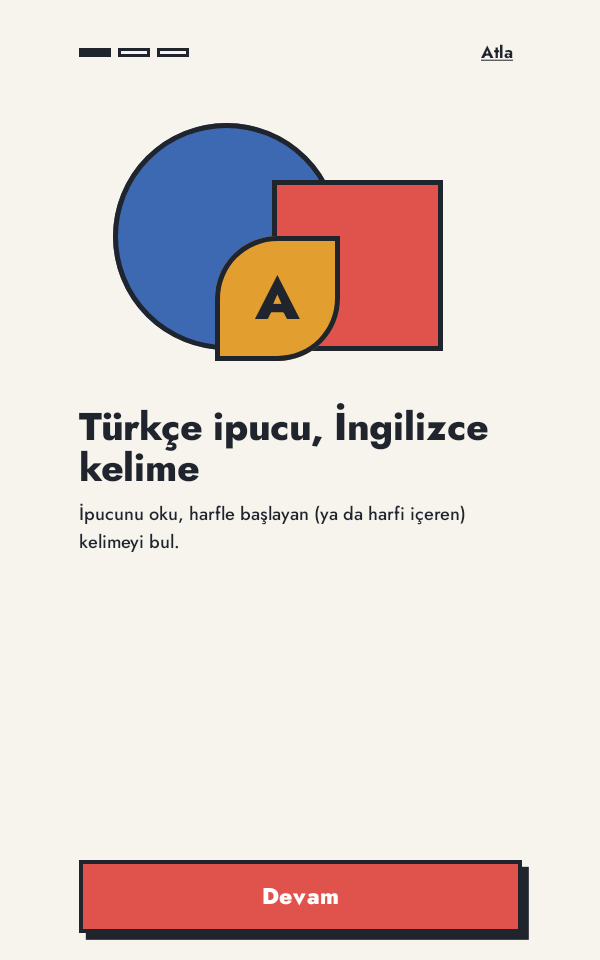 Atla
A
Türkçe ipucu, İngilizce
kelime
İpucunu oku, harfle başlayan (ya da harfi içeren)
kelimeyi bul.
Devam